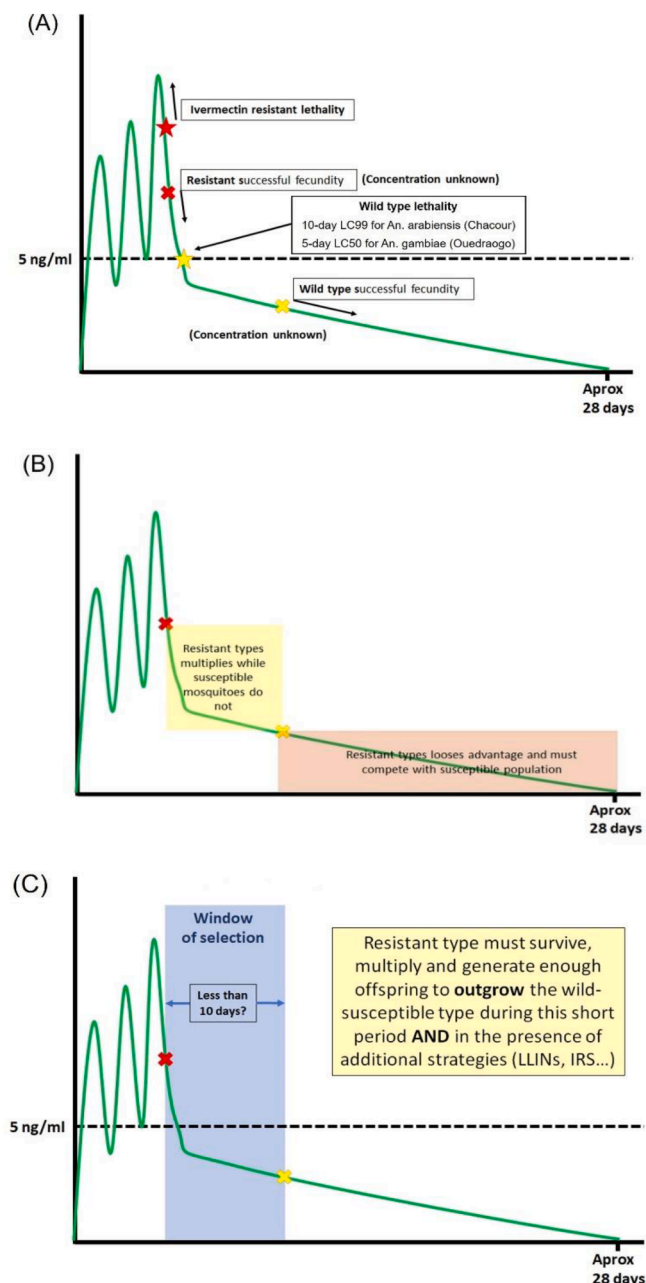 (A)
Ivermectin resistant lethality
Resistant successful fecundity
(Concentration unknown)
Wild type lethality
10-day LC99 for An. arabiensis (Chacour)
5-day LC50 for An. gambiae (Ouedraogo)
5 ng/ml
Wild type successful fecundity
(Concentration unknown)
Aprox
28 days
(B)
Resistant types
multiplies while
susceptible
mosquitoes do
not
Resistant types looses advantage and must
compete with susceptible population
Aprox
28 days
(C)
Window
of selection
Less than
10 days?
Resistant type must survive,
multiply and generate enough
offspring to outgrow the wild-
susceptible type during this short
period AND in the presence of
additional strategies (LLINs, IRS...)
5 ng/ml
Aprox
28 days